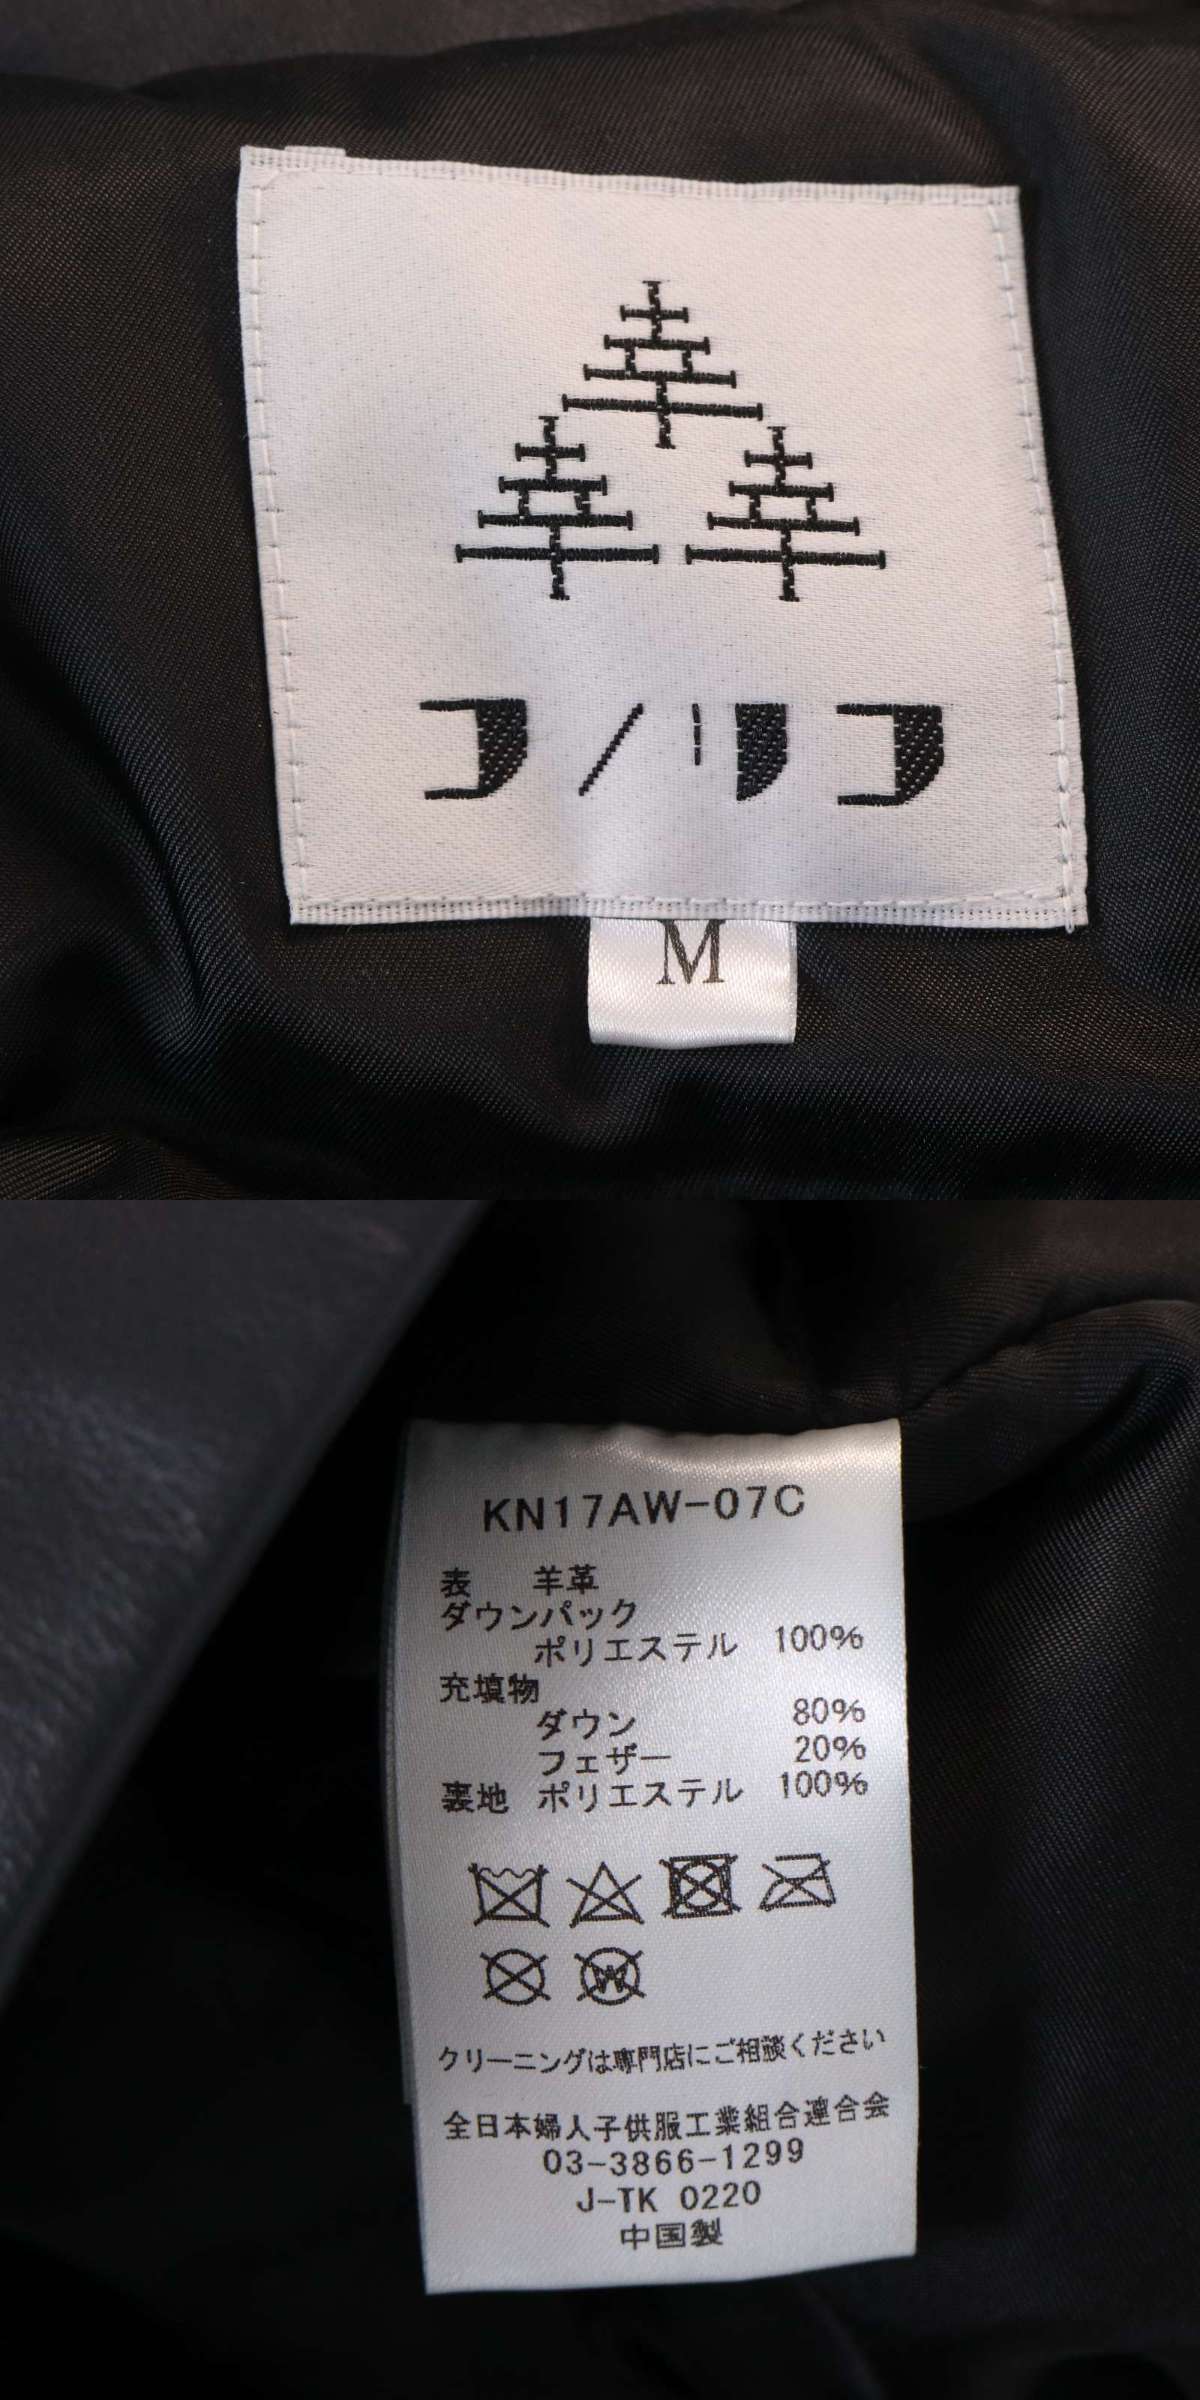 コノリコ
M
KN17AW-07C
表 羊革
ダウンパック
ポリエステル 100%
充填物
ダウン 80%
フェザー 20%
裏地 ポリエステル 100%
W
クリーニングは専門店にご相談ください
全日本婦人子供服工業組合連合会
03-3866-1299
J-TK 0220
中国製